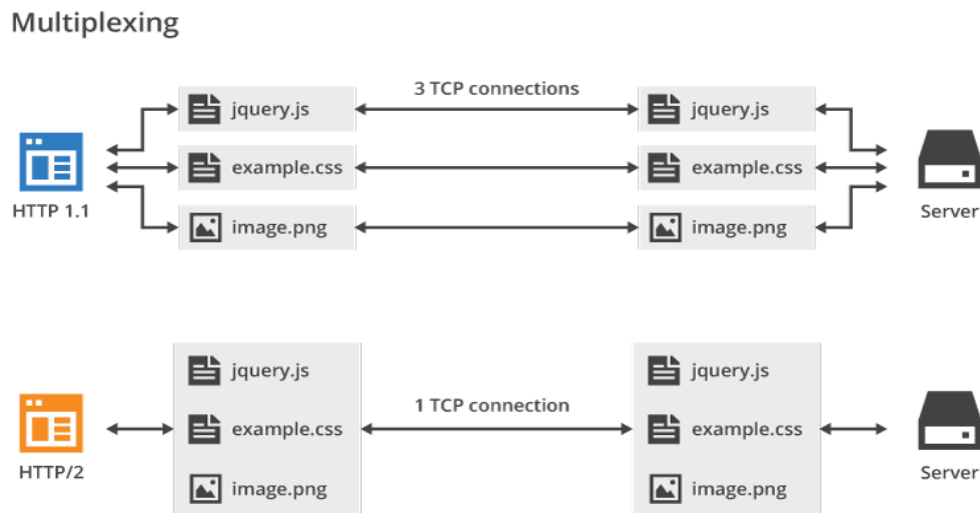 Multiplexing
3 TCP connections
jquery.js
jquery.js
example.css
example.css
HTTP 1.1
image.png
image.png
Server
jquery.js
jquery.js
1 TCP connection
example.css
example.css
HTTP/2
image.png
image.png
Server